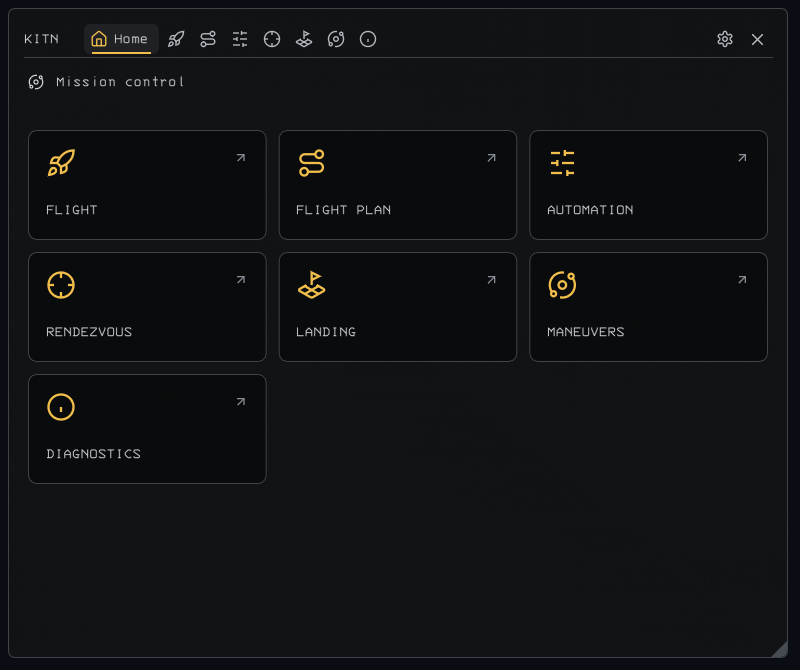 KITN Home
Mission control
FLIGHT FLIGHT PLAN AUTOMATION
RENDEZVOUS LANDING MANEUVERS
DIAGNOSTICS